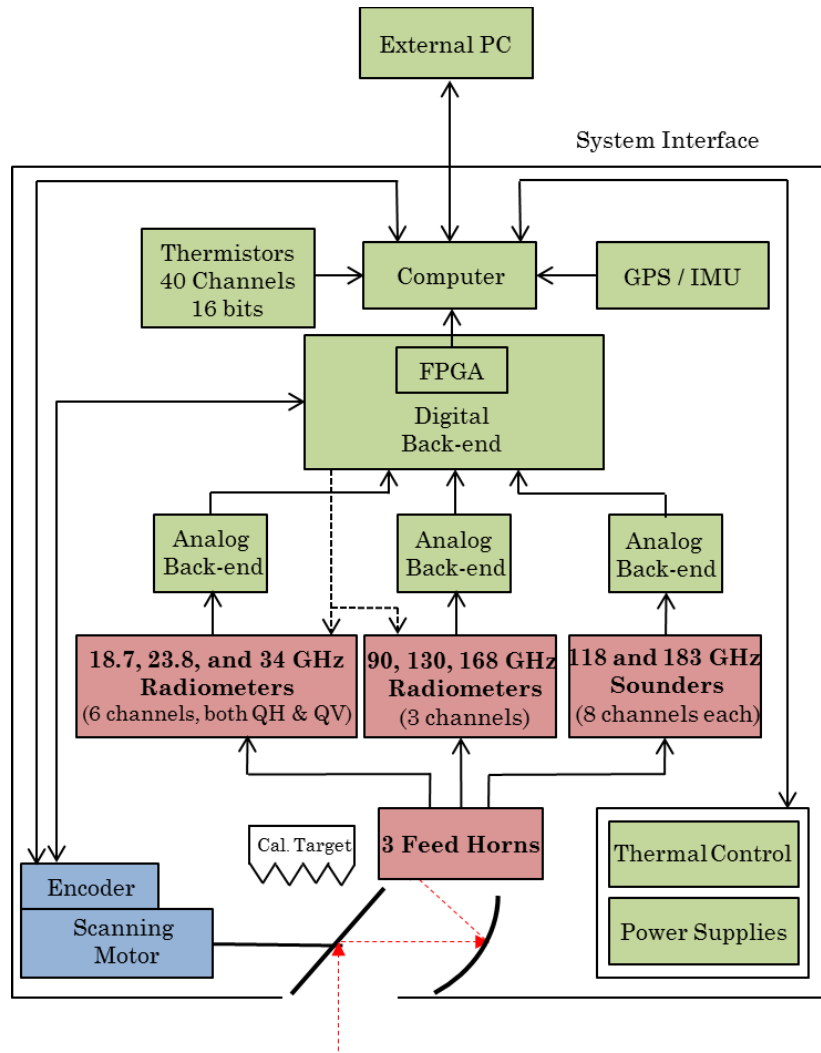 External PC
System Interface
Thermistors
40 Channels
16 bits
Computer
GPS / IMU
FPGA
Digital
Back-end
Analog
Back-end
Analog
Back-end
Analog
Back-end
18.7, 23.8, and 34 GHz
Radiometers
(6 channels, both QH & QV)
90, 130, 168 GHz
Radiometers
(3 channels)
118 and 183 GHz
Sounders
(8 channels each)
Cal. Target
3 Feed Horns
Encoder
Scanning
Motor
Thermal Control
Power Supplies